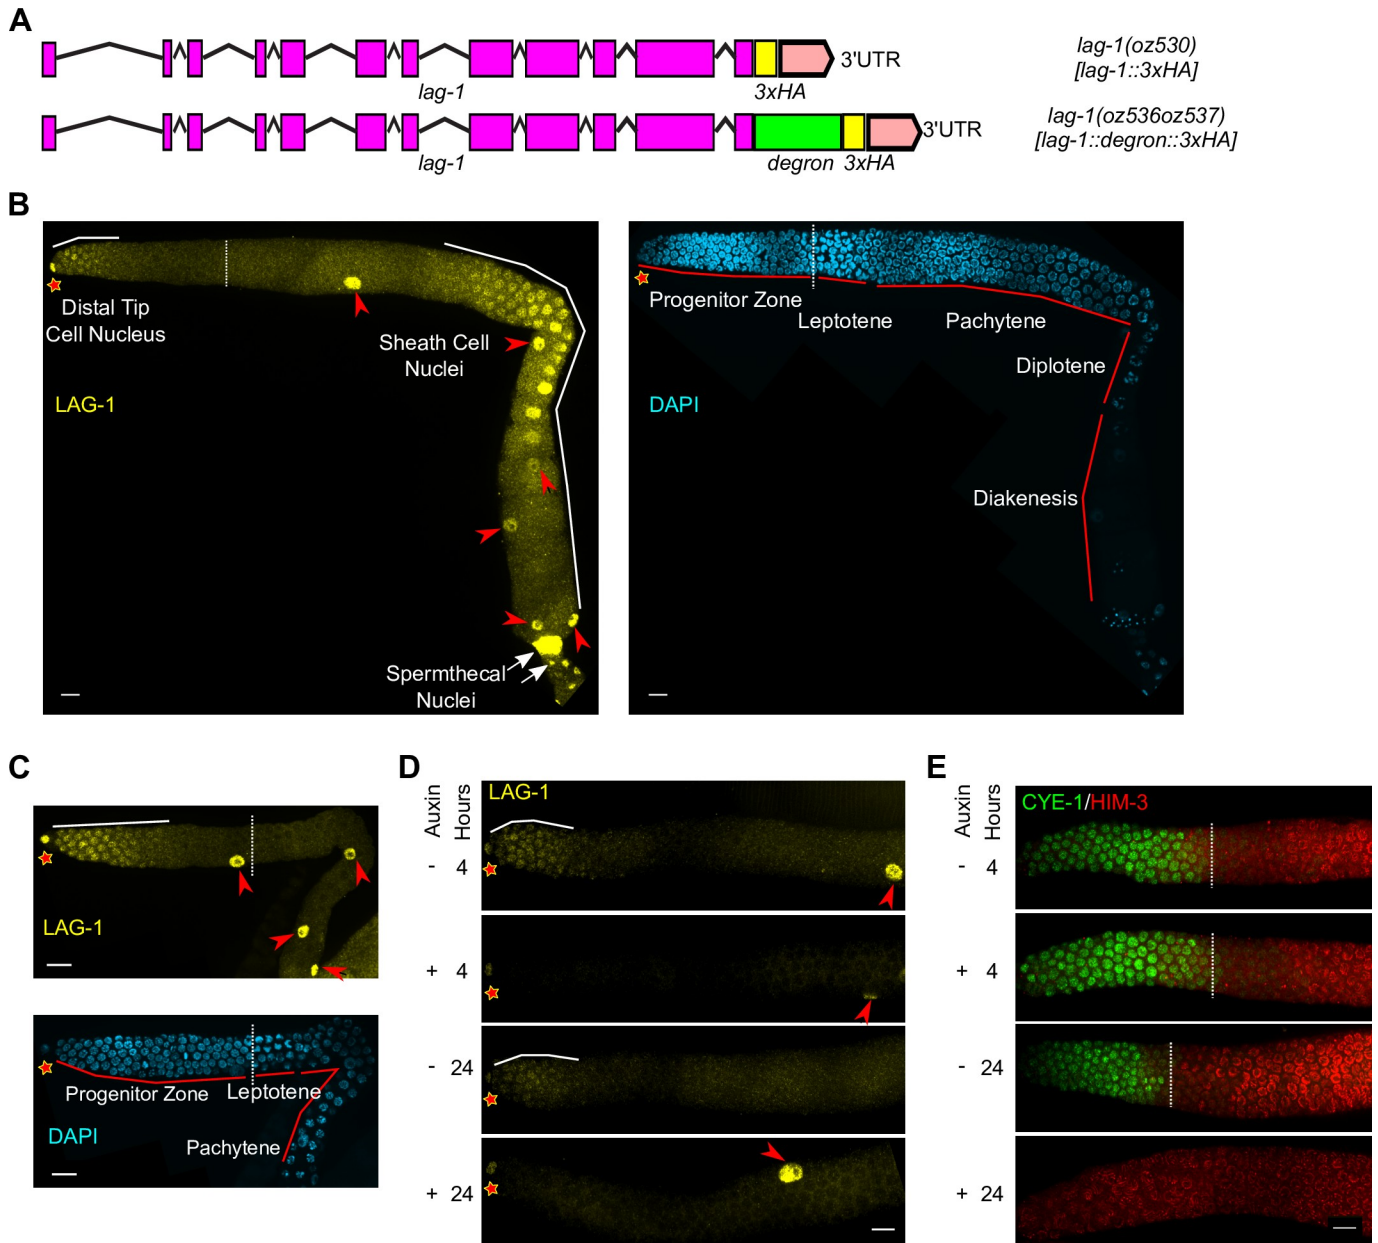 A
3'UTR
lag-1(oz530)
[lag-1::3xHA]
lag-1
3xHA
3'UTR
lag-1(oz536oz537)
[lag-1::degron::3xHA]
lag-1
degron
3xHA
B
Distal Tip
Cell Nucleus
Sheath Cell
Nuclei
LAG-1
Spermthecal
Nuclei
Progenitor Zone
Leptotene
Pachytene
Diplotene
DAPI
Diakenesis
C
LAG-1
Progenitor Zone
Leptotene
DAPI
Pachytene
D
Auxin
Hours
LAG-1
- 4
+ 4
- 24
+ 24
E
Auxin
Hours
CYE-1/HIM-3
- 4
+ 4
- 24
+ 24